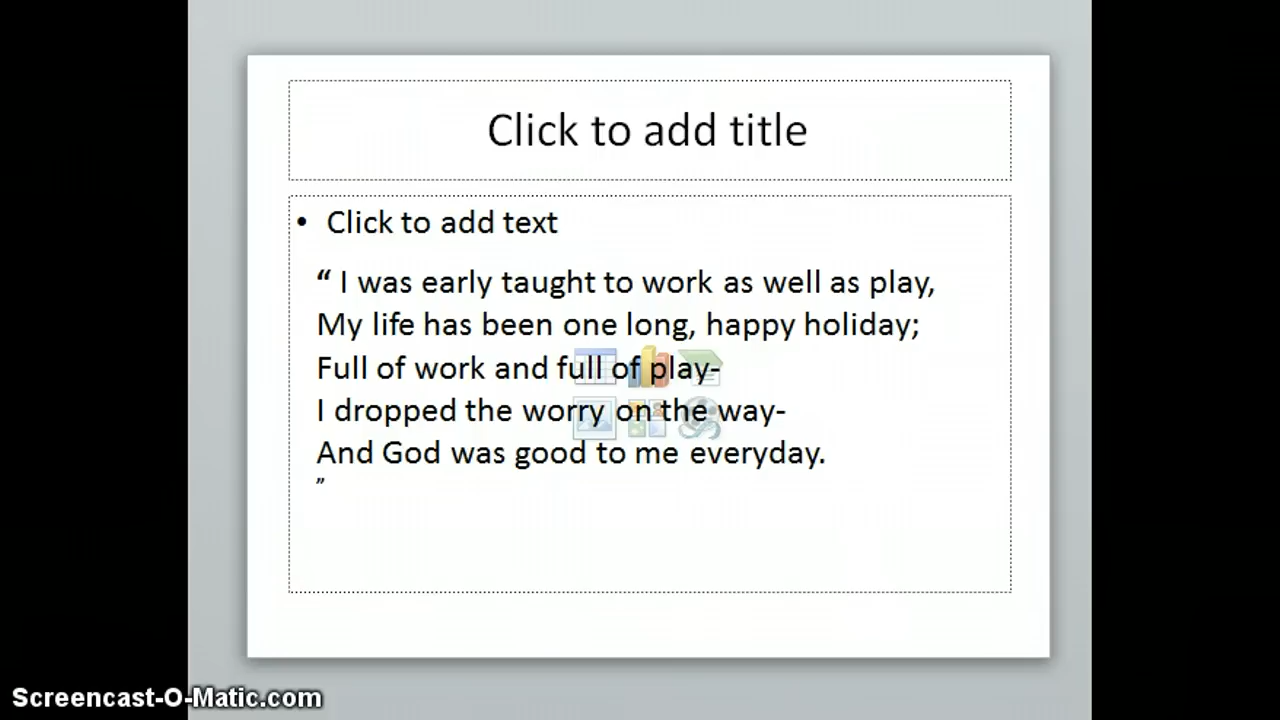 Click to add title
• Click to add text
“ I was early taught to work as well as play,
My life has been one long, happy holiday;
Full of work and full of play-
I dropped the worry on the way-
And God was good to me everyday.
”
Screencast-O-Matic.com